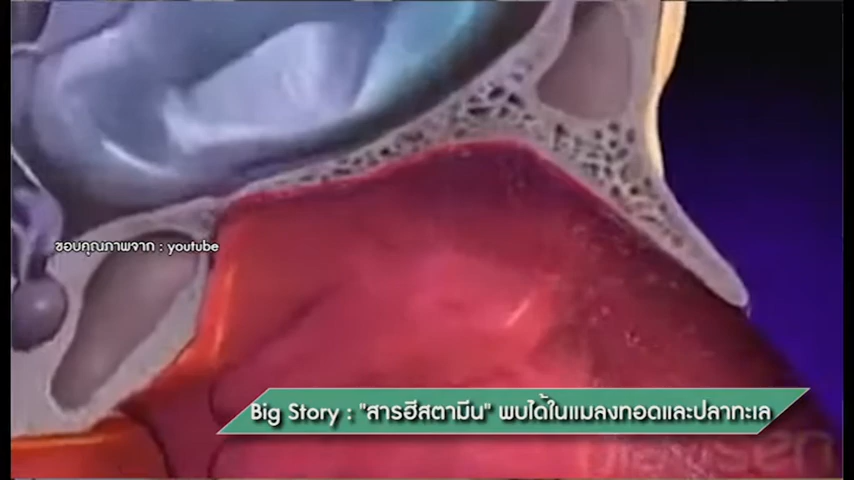 ขอบคุณภาพจาก : youtube
Big Story : "สารฮีสตามีน" พบได้ในแมลงทอดและปลาทะเล